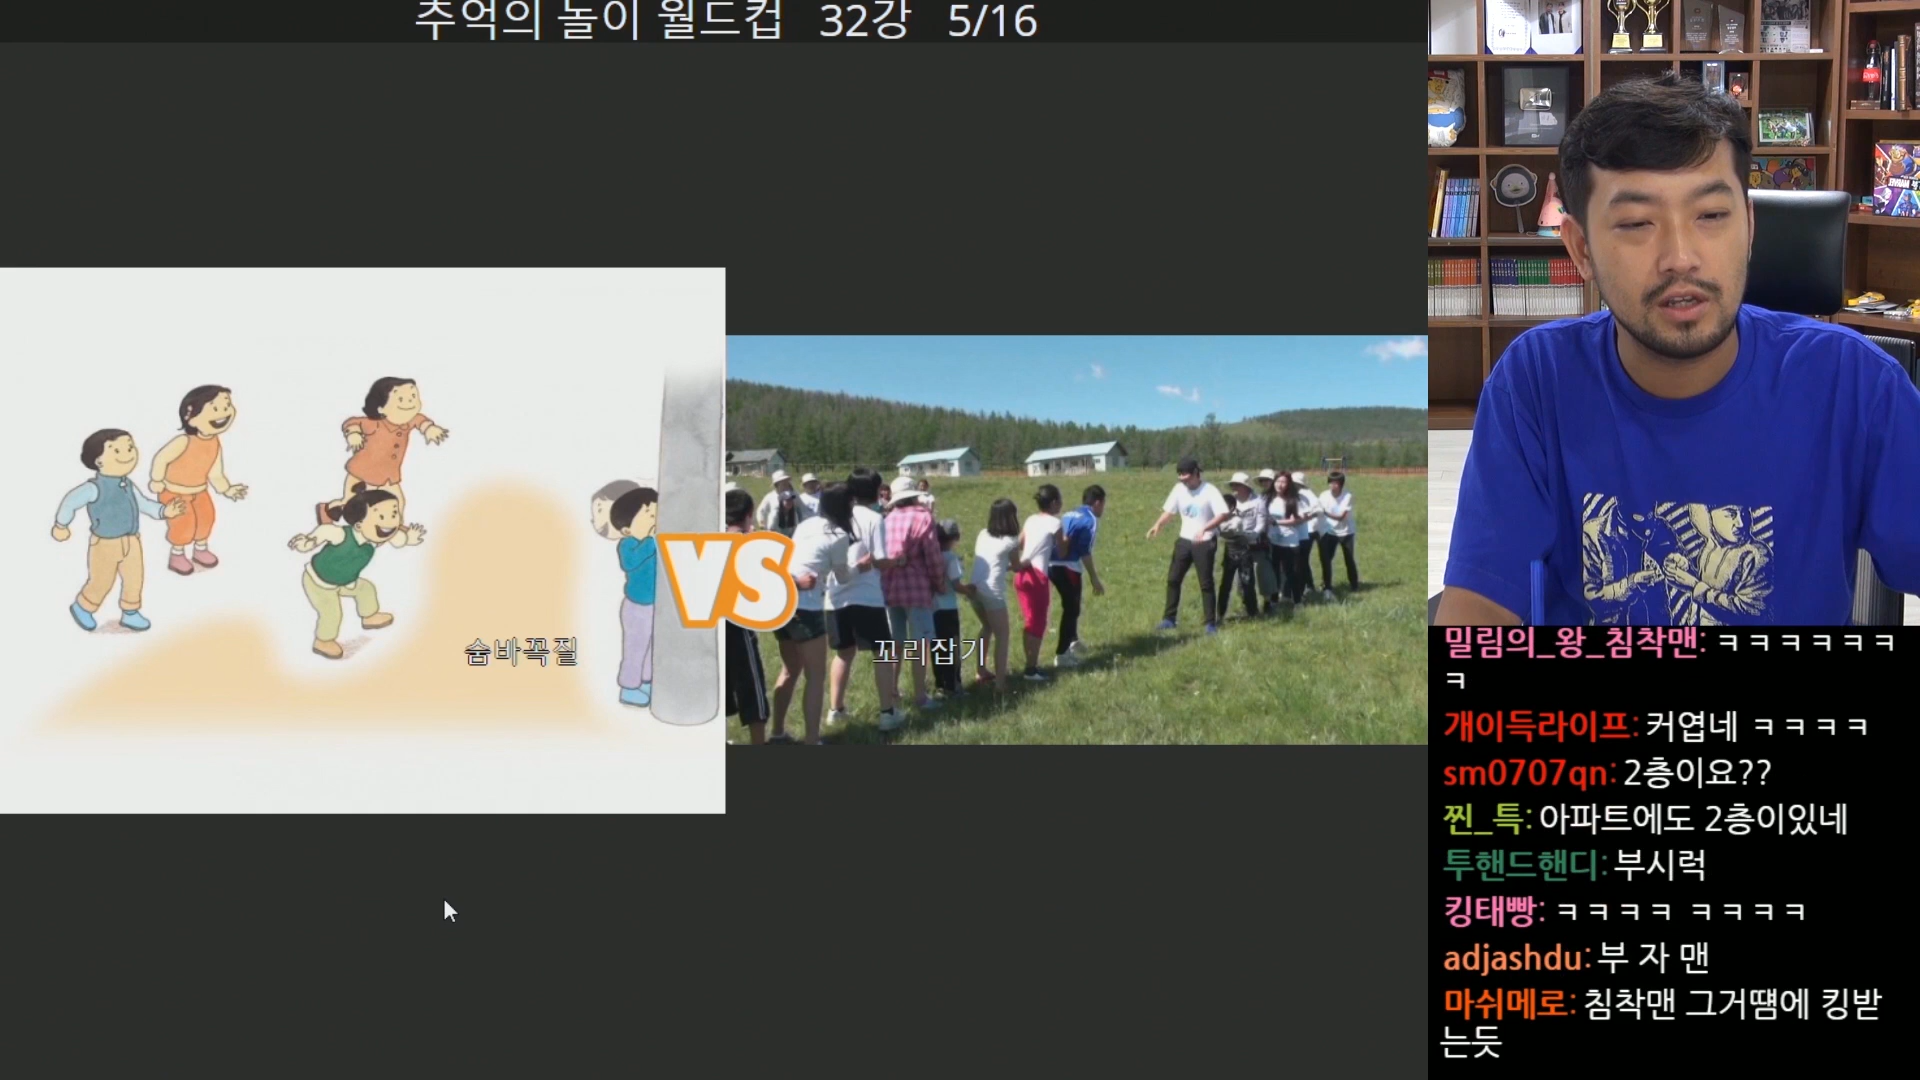 추억의 놀이 월드컵 32강 5/16
VS
숨바꼭질
꼬리잡기
밀림의_왕_침착맨: ㅋㅋㅋㅋㅋㅋ
ㅋ
개이득라이프: 커엽네 ㅋㅋㅋㅋ
sm0707qn: 2층이요??
찐_특: 아파트에도 2층이있네
투핸드핸디: 부시럭
킹태빵: ㅋㅋㅋㅋ ㅋㅋㅋㅋ
adjashdu: 부 자 맨
마쉬메로: 침착맨 그거떔에 킹받
는듯